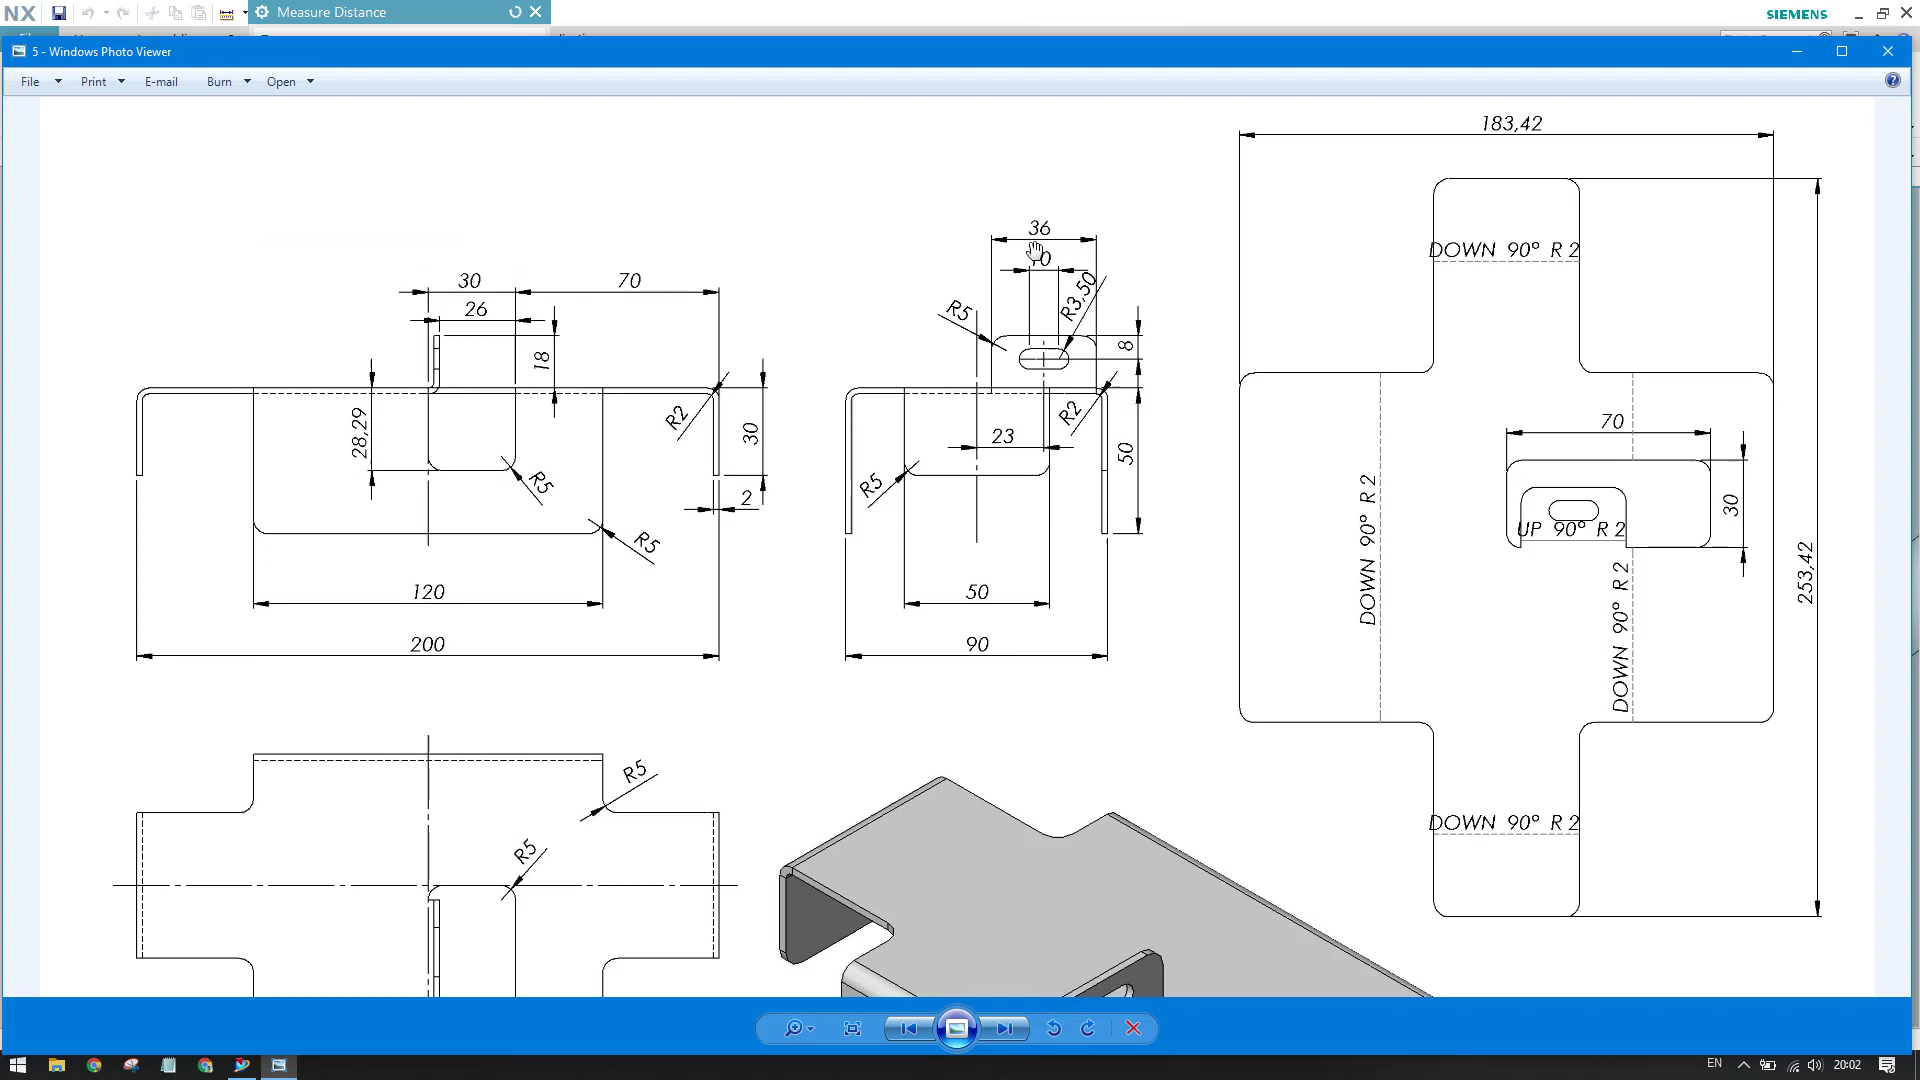 NX
Measure Distance
SIEMENS
5 - Windows Photo Viewer
File
Print
E-mail
Burn
Open
183,42
DOWN 90° R 2
36
10
R3,50
R5
8
30
70
26
18
28,29
R2
30
R5
2
R5
120
200
23
R2
50
R5
50
90
70
30
UP 90° R 2
DOWN 90° R 2
DOWN 90° R 2
253,42
DOWN 90° R 2
R5
R5
EN
20:02